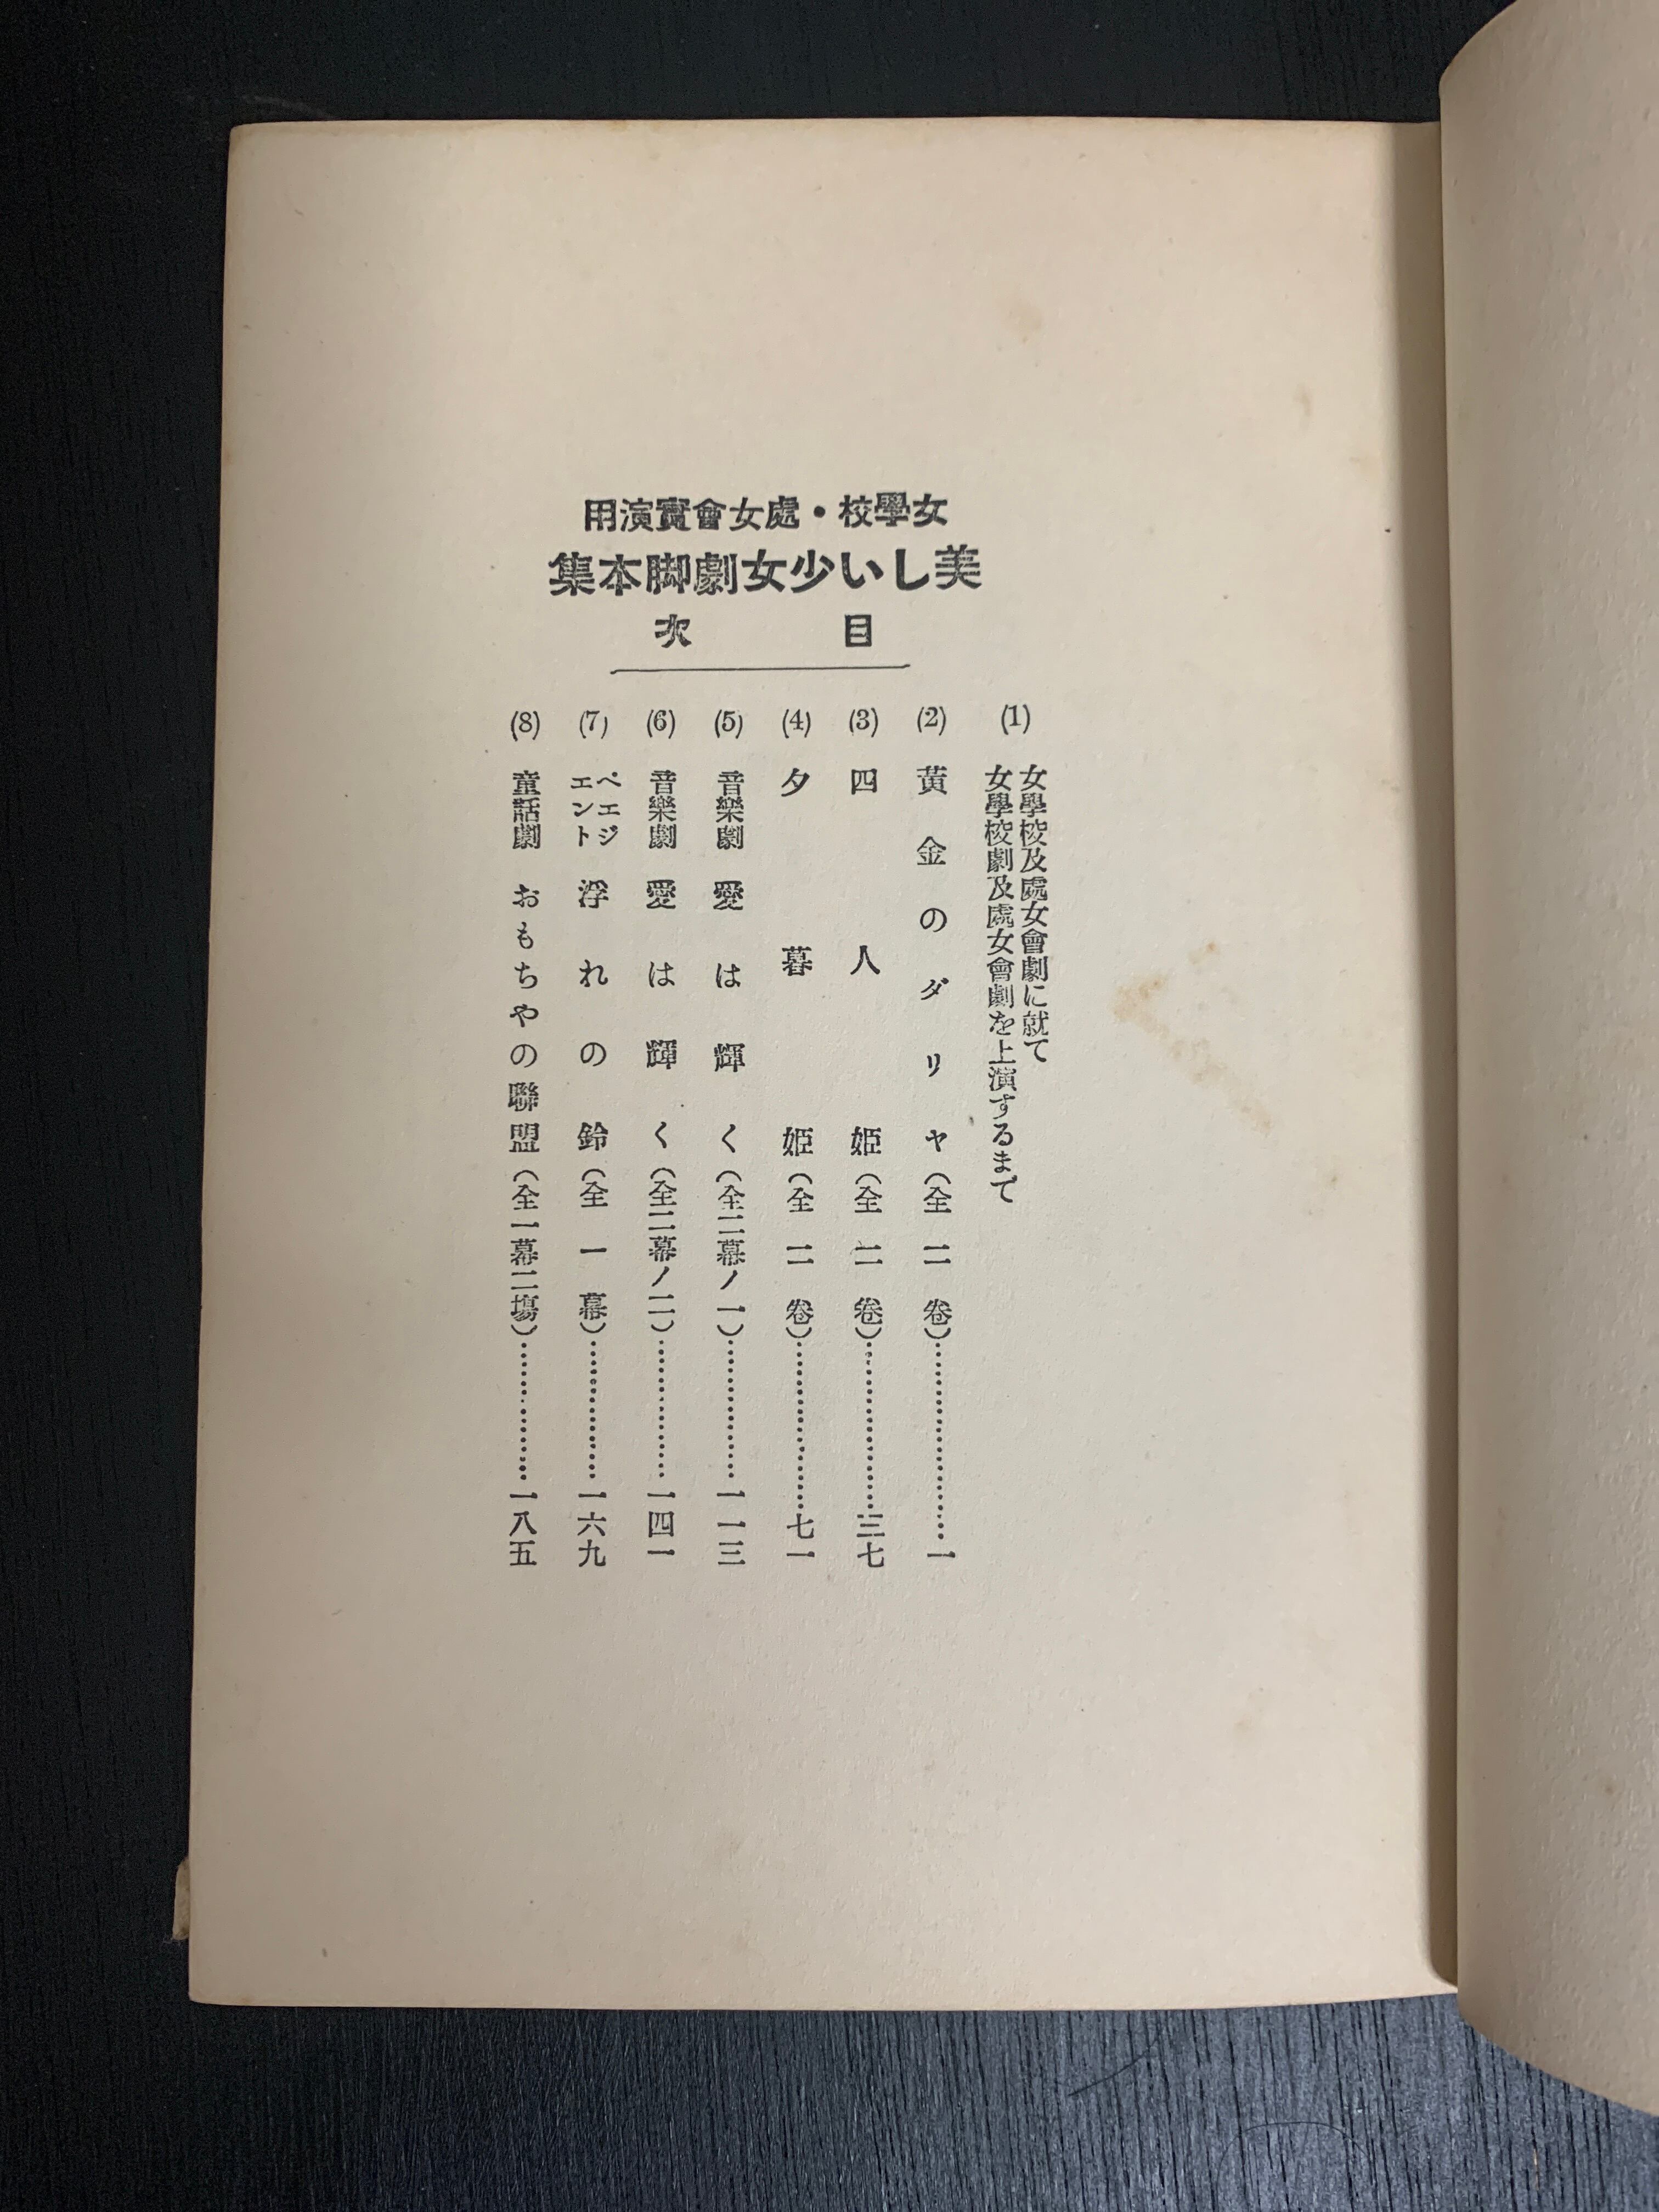 女學校・處女會實演用
美しい少女劇脚本集
目次
(1) 女學校及處女會劇に就て
女學校劇及處女會劇を上演するまで
(2) 黄金のダリヤ(全二卷)……………一
(3) 四人姫(全二卷)……………三七
(4) 夕暮姫(全二卷)……………七一
(5) 音樂劇 愛は輝く(全二幕ノ一)……………一一三
(6) 音樂劇 愛は輝く(全二幕ノ二)……………一四一
(7) ペエジエント 浮れの鈴(全一幕)……………一六九
(8) 童話劇 おもちやの聯盟(全一幕二場)……………一八五